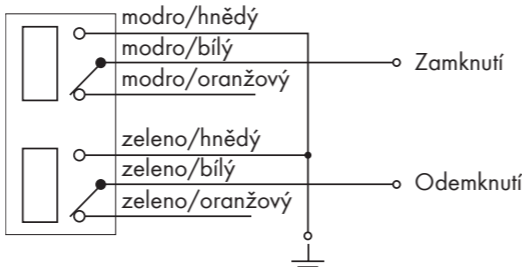 modro/hnědý
modro/bílý
Zamknutí
modro/oranžový
zeleno/hnědý
zeleno/bílý
Odemknutí
zeleno/oranžový